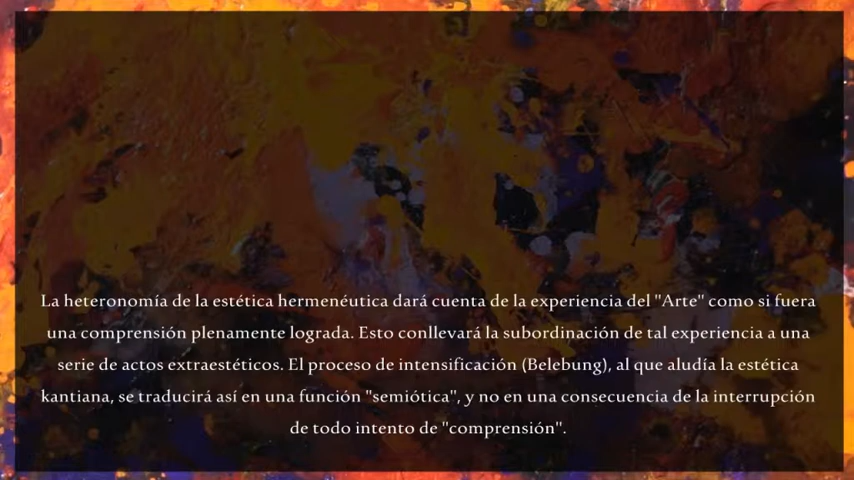 La heteronomía de la estética hermenéutica dará cuenta de la experiencia del "Arte" como si fuera
una comprensión plenamente lograda. Esto conllevará la subordinación de tal experiencia a una
serie de actos extraestéticos. El proceso de intensificación (Belebung), al que aludía la estética
kantiana, se traducirá así en una función "semiótica", y no en una consecuencia de la interrupción
de todo intento de "comprensión".